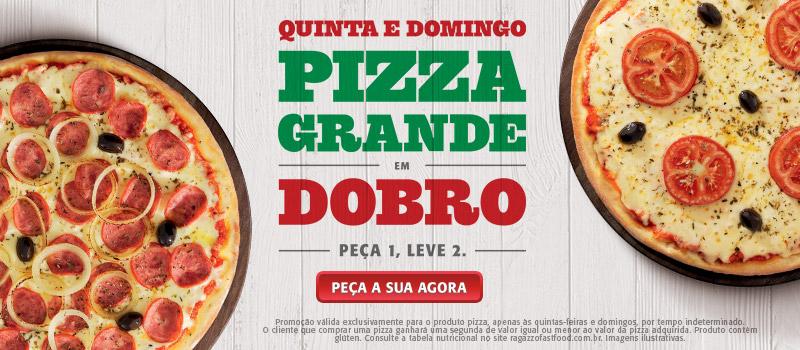 QUINTA E DOMINGO
PIZZA
GRANDE
EM
DOBRO
PEÇA 1, LEVE 2.
PEÇA A SUA AGORA
Promoção válida exclusivamente para o produto pizza, apenas às quintas-feiras e domingos, por tempo indeterminado.
O cliente que comprar uma pizza ganhará uma segunda de valor igual ou menor ao valor da pizza adquirida. Produto contém
glúten. Consulte a tabela nutricional no site ragazzofastfood.com.br. Imagens ilustrativas.